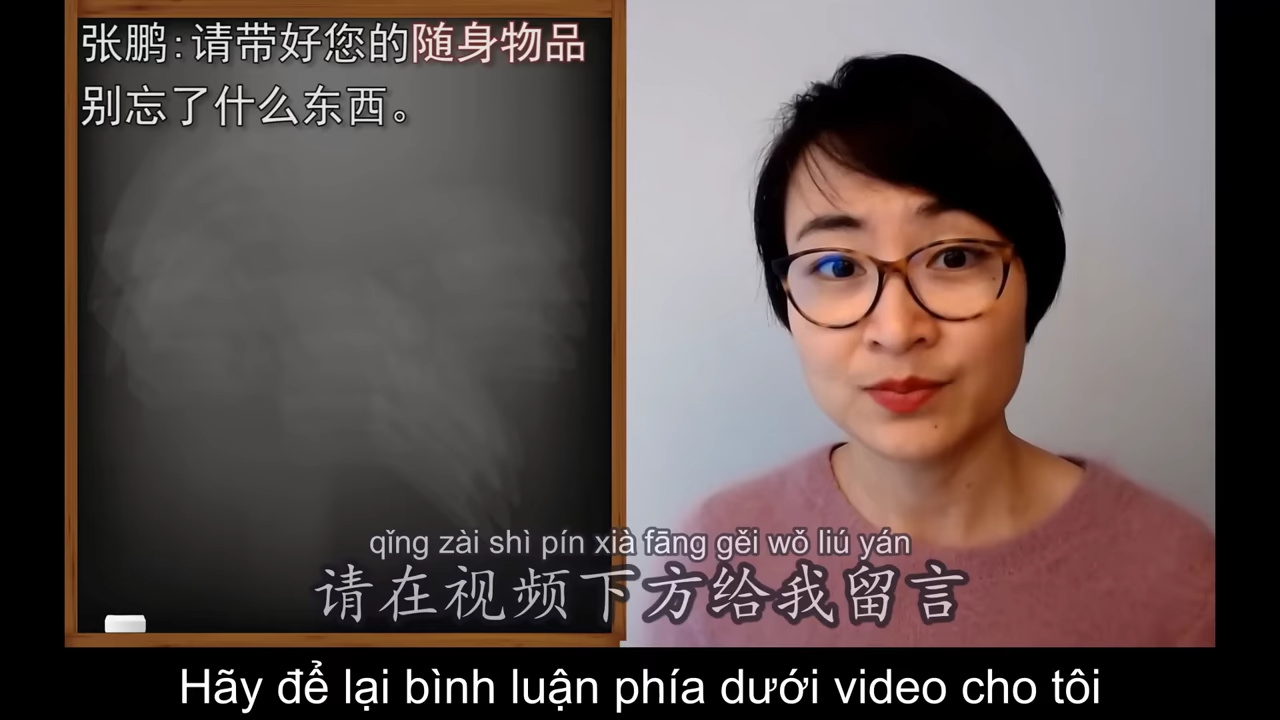 张鹏:请带好您的随身物品
别忘了什么东西。
qǐng zài shì pín xià fāng gěi wǒ liú yán
请在视频下方给我留言
Hãy để lại bình luận phía dưới video cho tôi